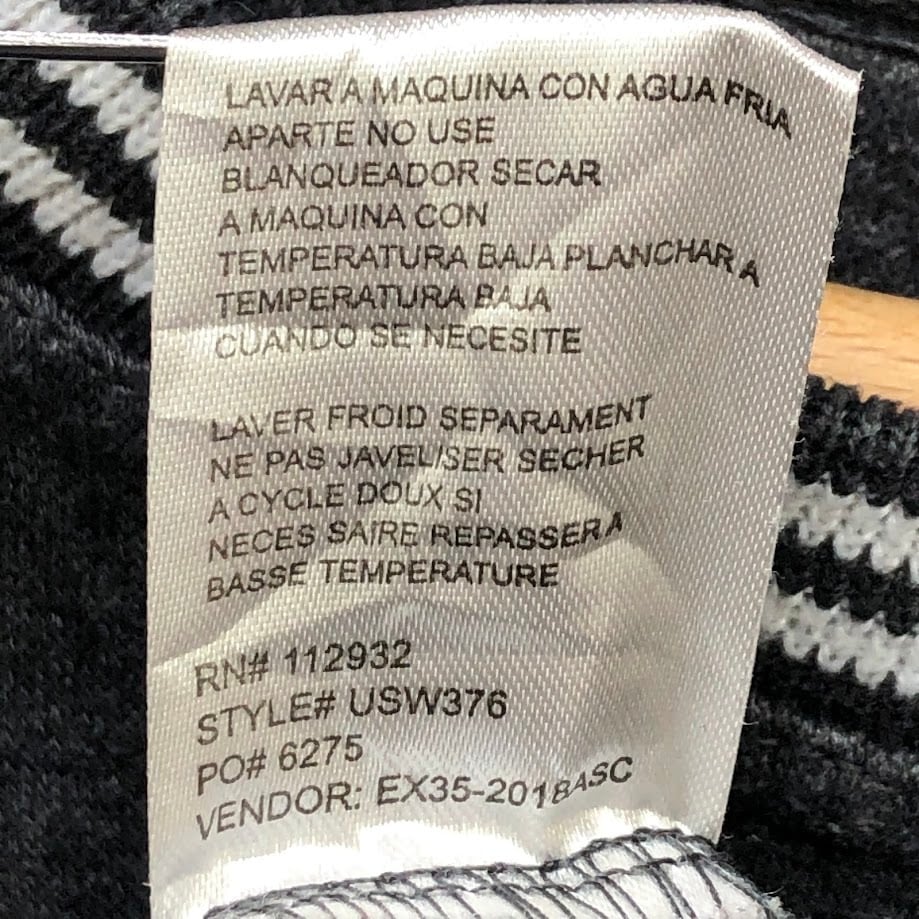 LAVAR A MAQUINA CON AGUA FRIA
APARTE NO USE
BLANQUEADOR SECAR
A MAQUINA CON
TEMPERATURA BAJA PLANCHAR A
TEMPERATURA BAJA
CUANDO SE NECESITE
LAVER FROID SEPARAMENT
NE PAS JAVEL/SER SECHER
A CYCLE DOUX SI
NECES SAIRE REPASSER A
BASSE TEMPERATURE
RN# 112932
STYLE# USW376
PO# 6275
VENDOR: EX35-2018ASC